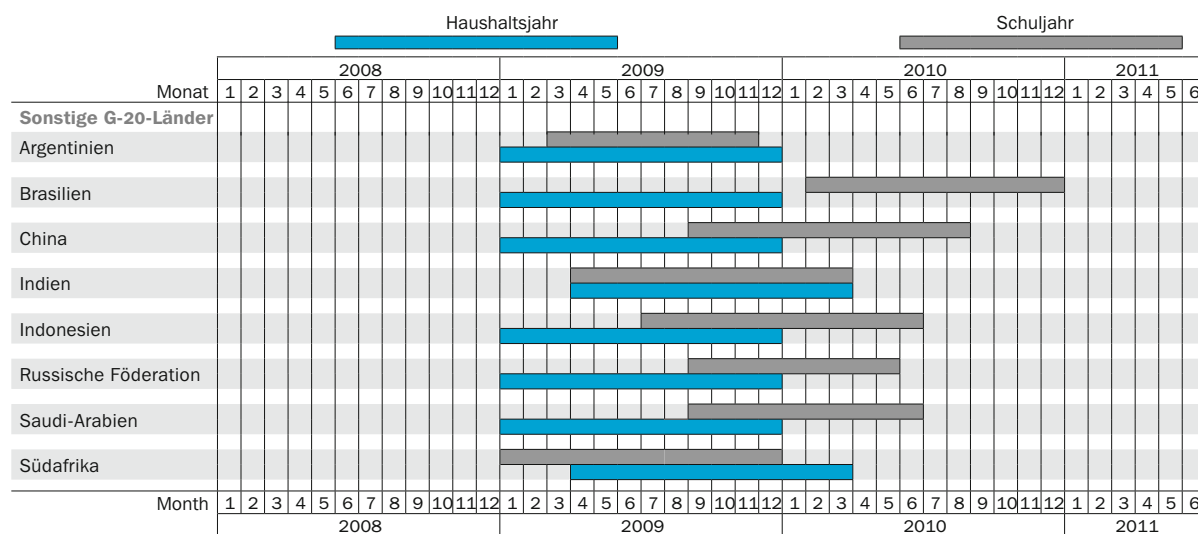 Haushaltsjahr Schuljahr
2008 2009 2010 2011
Monat 1 2 3 4 5 6 7 8 9 10 11 12 1 2 3 4 5 6 7 8 9 10 11 12 1 2 3 4 5 6 7 8 9 10 11 12 1 2 3 4 5 6
Sonstige G-20-Länder
Argentinien
Brasilien
China
Indien
Indonesien
Russische Föderation
Saudi-Arabien
Südafrika
Month 1 2 3 4 5 6 7 8 9 10 11 12 1 2 3 4 5 6 7 8 9 10 11 12 1 2 3 4 5 6 7 8 9 10 11 12 1 2 3 4 5 6
2008 2009 2010 2011